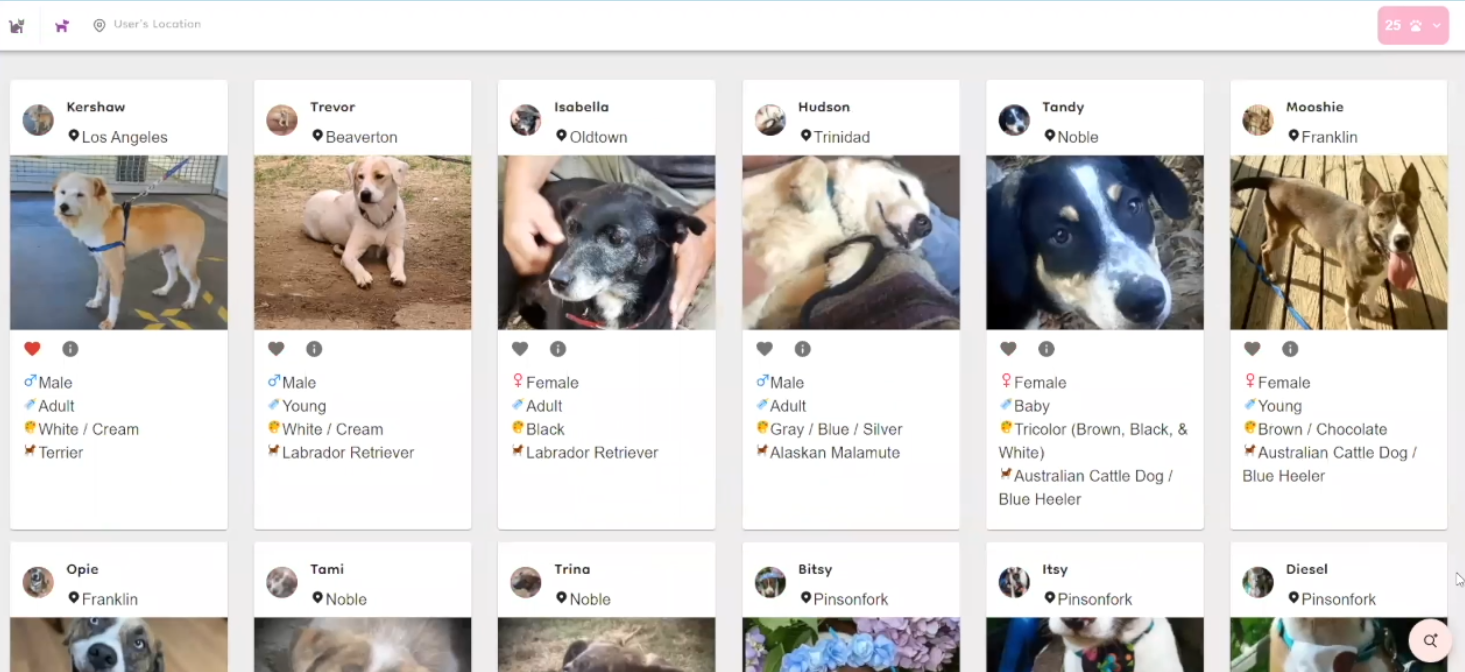 User's Location
25
Kershaw
Los Angeles
Male
Adult
White / Cream
Terrier
Trevor
Beaverton
Male
Young
White / Cream
Labrador Retriever
Isabella
Oldtown
Female
Adult
Black
Labrador Retriever
Hudson
Trinidad
Male
Adult
Gray / Blue / Silver
Alaskan Malamute
Tandy
Noble
Female
Baby
Tricolor (Brown, Black, &
White)
Australian Cattle Dog /
Blue Heeler
Mooshie
Franklin
Female
Young
Brown / Chocolate
Australian Cattle Dog /
Blue Heeler
Opie
Franklin
Tami
Noble
Trina
Noble
Bitsy
Pinsonfork
Itsy
Pinsonfork
Diesel
Pinsonfork